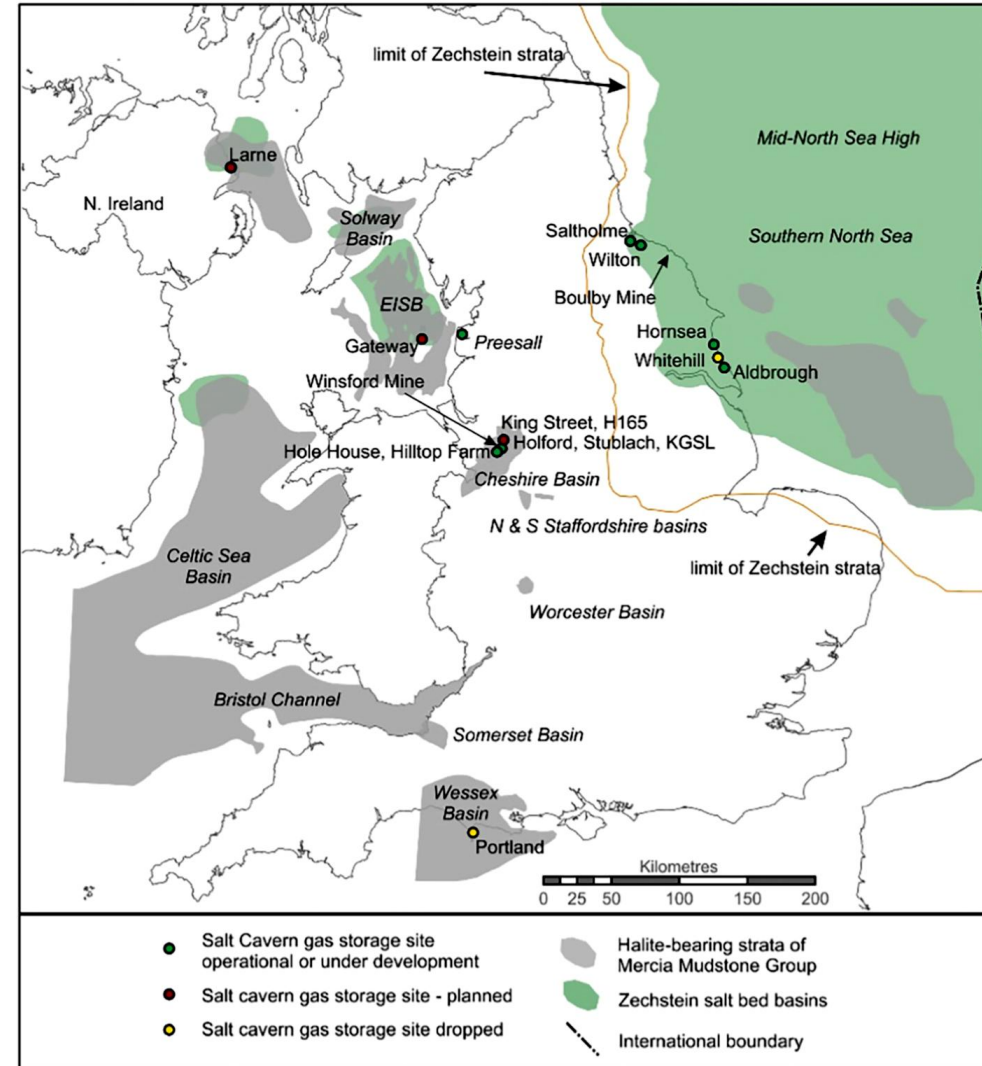 limit of Zechstein strata
Mid-North Sea High
Larne
N. Ireland
Solway
Basin
Saltholme
Southern North Sea
Wilton
Boulby Mine
EISB
Gateway
Preesall
Hornsea
Whitehill
Aldbrough
Winsford Mine
King Street, H165
Holford, Stublach, KGSL
Hole House, Hilltop Farm
Cheshire Basin
N & S Staffordshire basins
Celtic Sea
Basin
limit of Zechstein strata
Worcester Basin
Bristol Channel
Somerset Basin
Wessex
Basin
Portland
Kilometres
0 25 50 100 150 200
Salt Cavern gas storage site
operational or under development
Salt cavern gas storage site - planned
Salt cavern gas storage site dropped
Halite-bearing strata of
Mercia Mudstone Group
Zechstein salt bed basins
International boundary